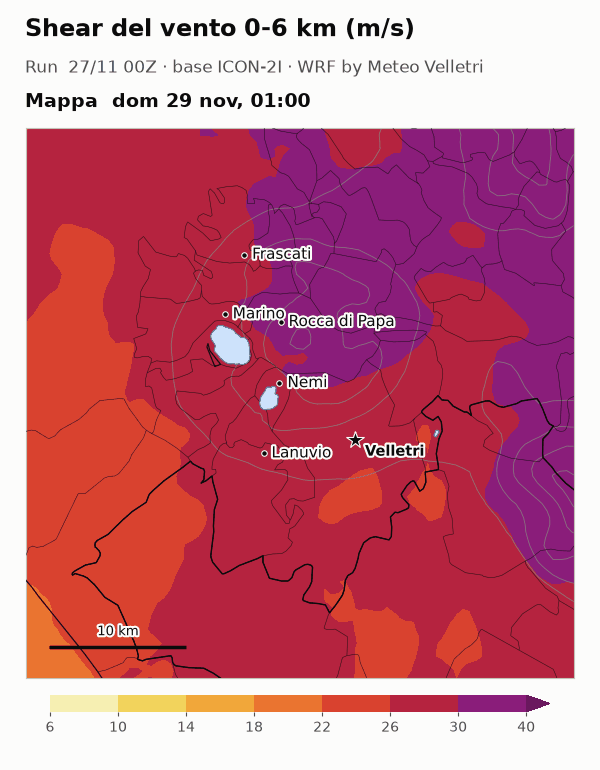 Shear del vento 0-6 km (m/s)
Run  27/11 00Z · base ICON-2I · WRF by Meteo Velletri
Mappa  dom 29 nov, 01:00
Frascati
Marino
Rocca di Papa
Nemi
Velletri
Lanuvio
10 km
6 10 14 18 22 26 30 40